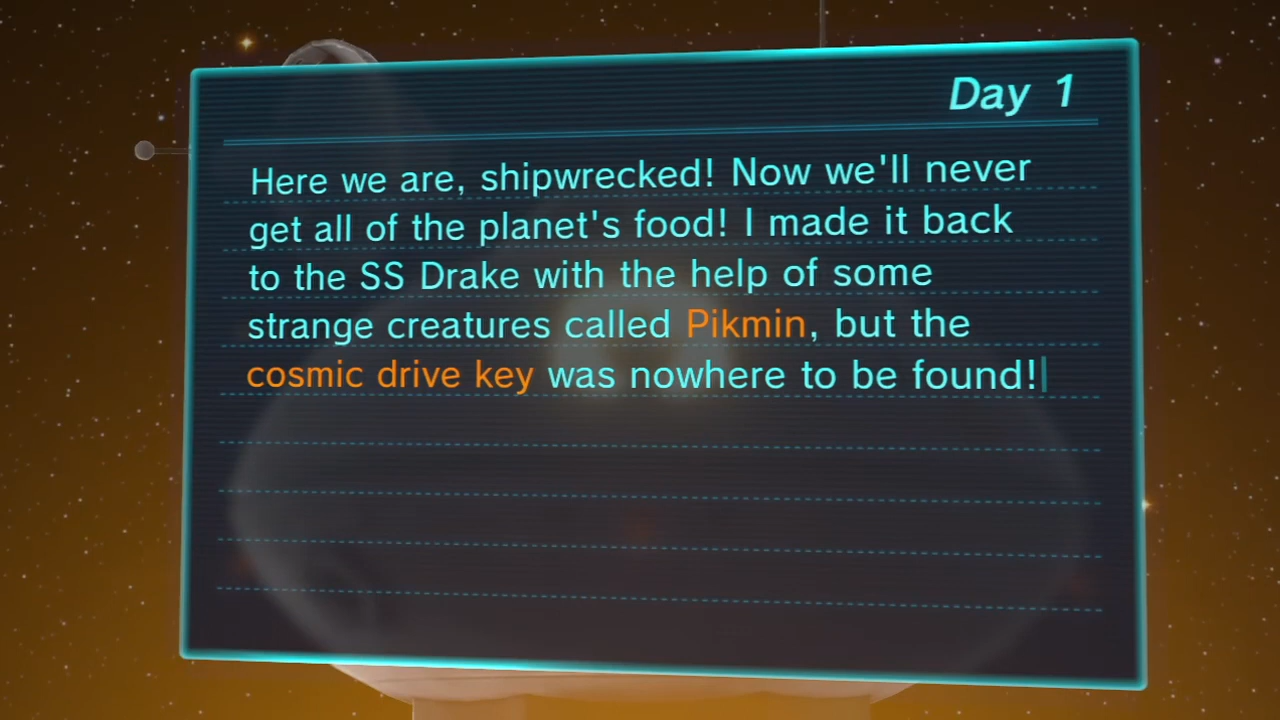 Day 1
Here we are, shipwrecked! Now we'll never
get all of the planet's food! I made it back
to the SS Drake with the help of some
strange creatures called Pikmin, but the
cosmic drive key was nowhere to be found!